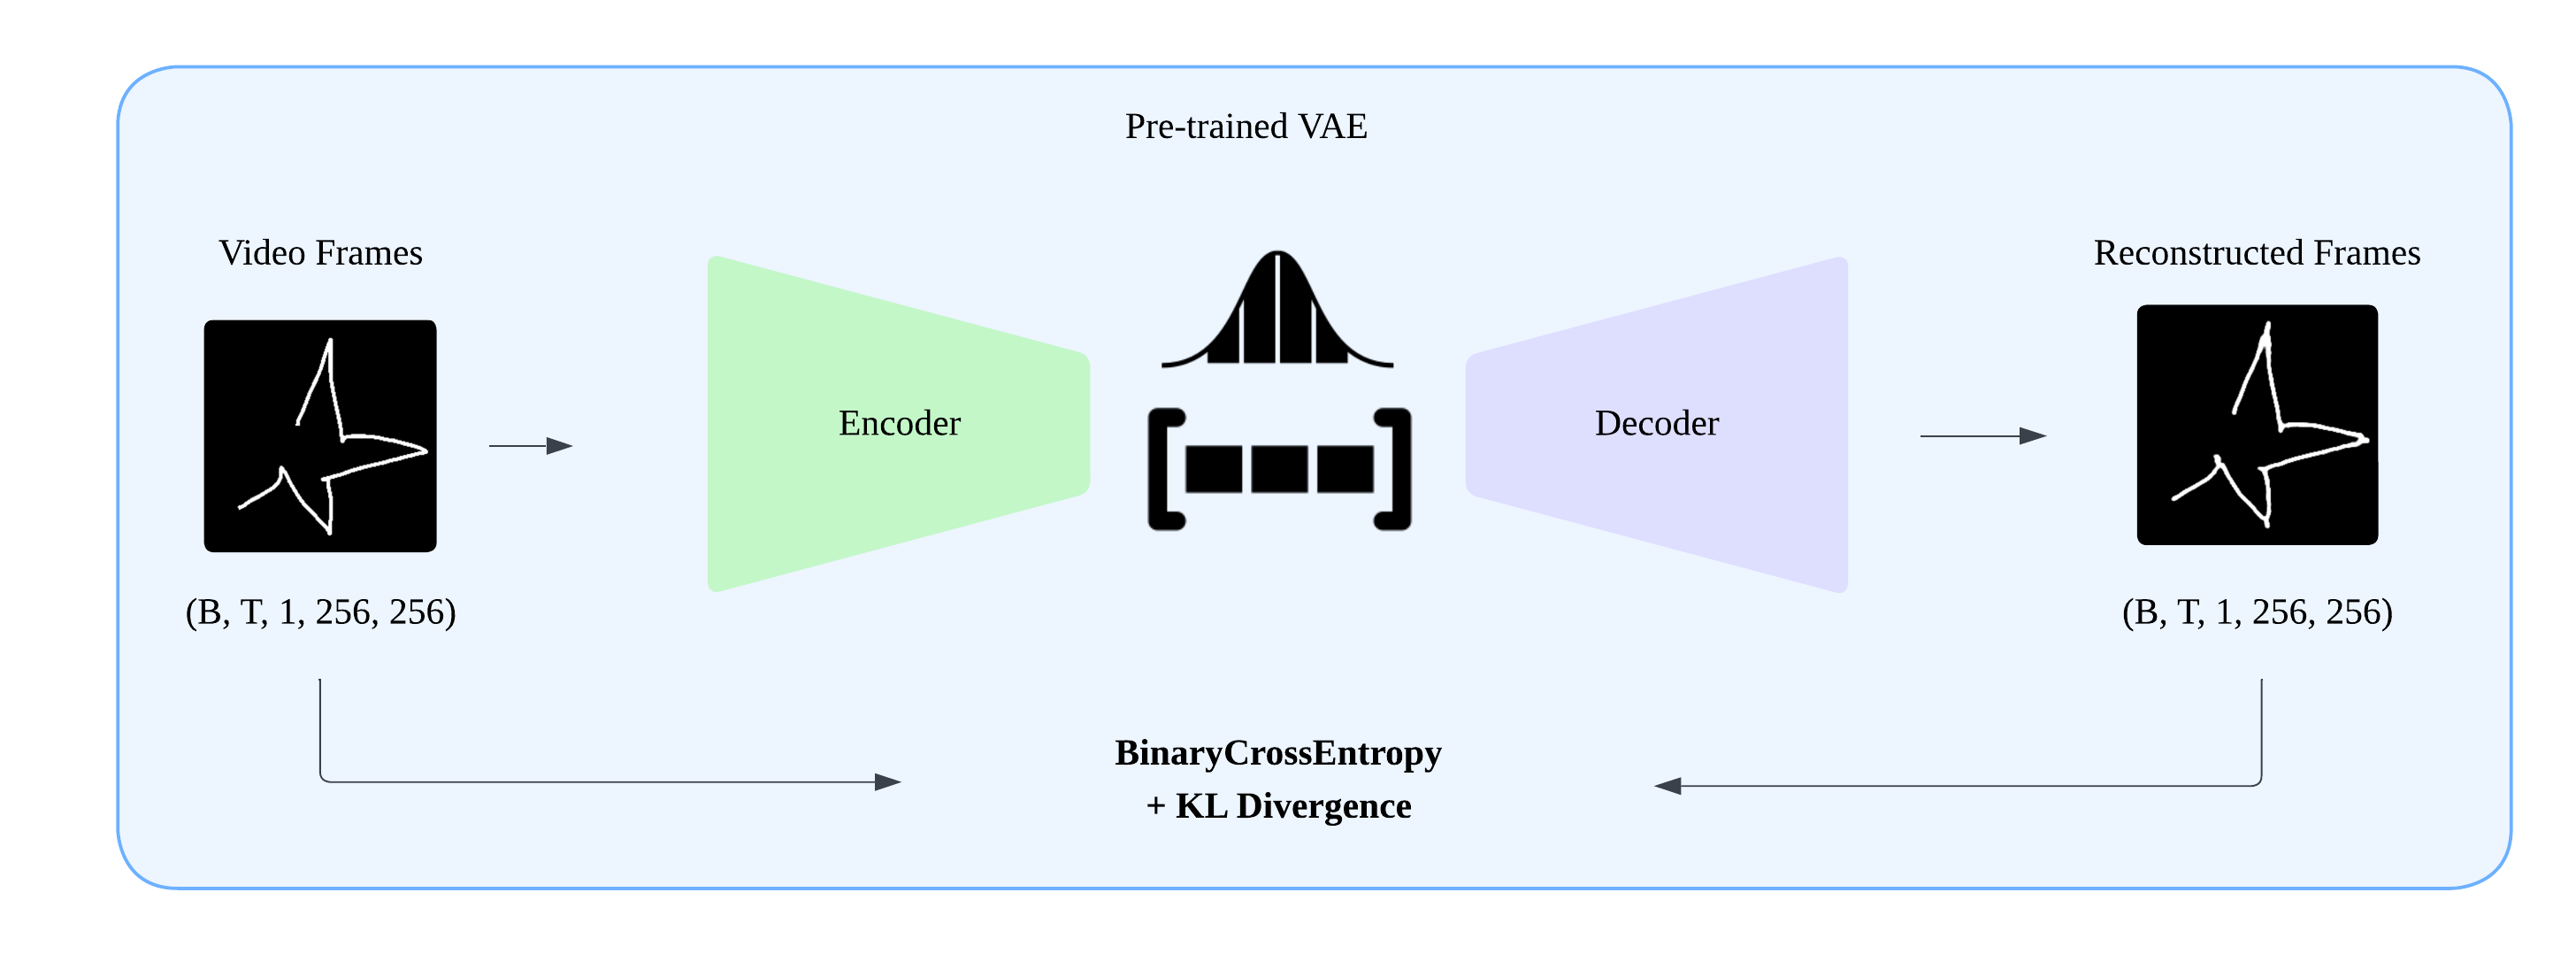 Pre-trained VAE
Video Frames
Reconstructed Frames
Encoder
Decoder
(B, T, 1, 256, 256)
(B, T, 1, 256, 256)
BinaryCrossEntropy
+ KL Divergence